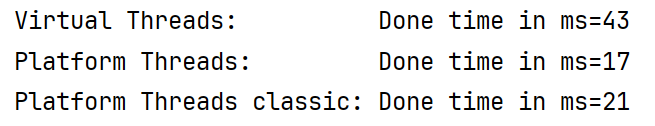 Virtual Threads:          Done time in ms=43
Platform Threads:         Done time in ms=17
Platform Threads classic: Done time in ms=21